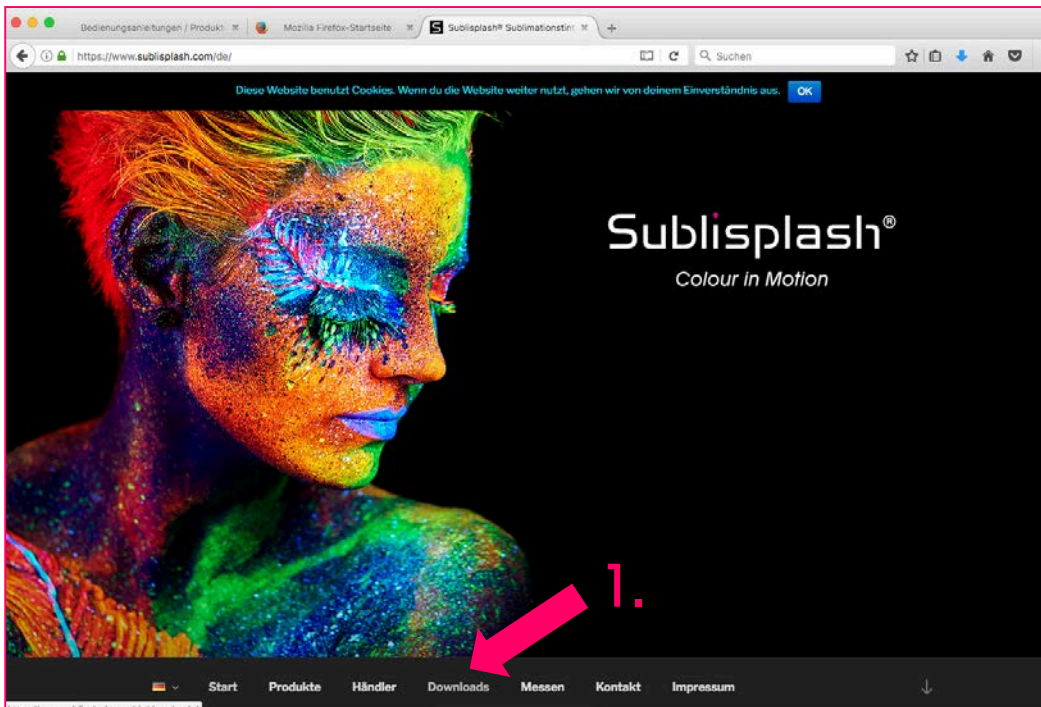 Bedienungsanleitungen / Produkt
Mozilla Firefox-Startseite
Sublisplash® Sublimationstint
https://www.sublisplash.com/de/
Suchen
Diese Website benutzt Cookies. Wenn du die Website weiter nutzt, gehen wir von deinem Einverständnis aus. OK
Sublisplash®
Colour in Motion
1.
Start Produkte Händler Downloads Messen Kontakt Impressum